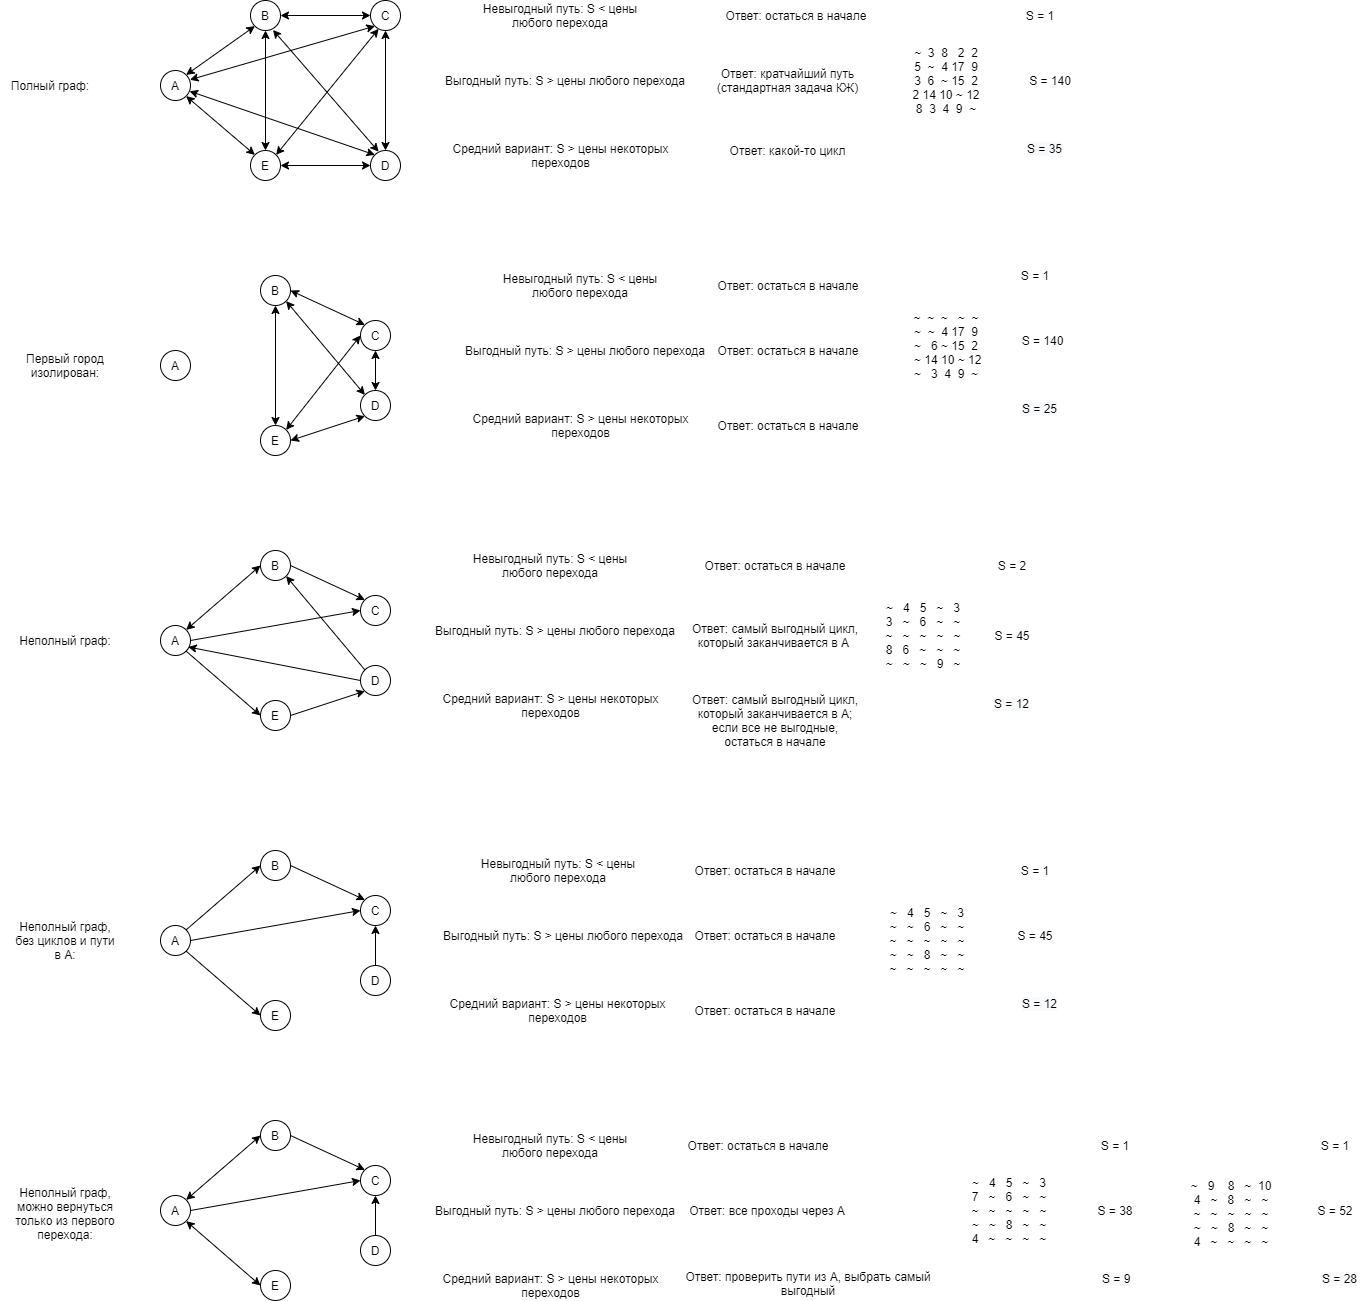 Полный граф:
B
C
A
E
D
Невыгодный путь: S < цены
любого перехода
Ответ: остаться в начале
S = 1
Выгодный путь: S > цены любого перехода
Ответ: кратчайший путь
(стандартная задача КЖ)
~ 3 8 2 2
5 ~ 4 17 9
3 6 ~ 15 2
2 14 10 ~ 12
8 3 4 9 ~
S = 140
Средний вариант: S > цены некоторых
переходов
Ответ: какой-то цикл
S = 35
Первый город
изолирован:
A
B
C
D
E
Невыгодный путь: S < цены
любого перехода
Ответ: остаться в начале
S = 1
Выгодный путь: S > цены любого перехода
Ответ: остаться в начале
~ ~ ~ ~ ~
~ ~ 4 17 9
~ 6 ~ 15 2
~ 14 10 ~ 12
~ 3 4 9 ~
S = 140
Средний вариант: S > цены некоторых
переходов
Ответ: остаться в начале
S = 25
Неполный граф:
B
C
A
D
E
Невыгодный путь: S < цены
любого перехода
Ответ: остаться в начале
S = 2
Выгодный путь: S > цены любого перехода
Ответ: самый выгодный цикл,
который заканчивается в А
~ 4 5 ~ 3
3 ~ 6 ~ ~
~ ~ ~ ~ ~
8 6 ~ ~ ~
~ ~ ~ 9 ~
S = 45
Средний вариант: S > цены некоторых
переходов
Ответ: самый выгодный цикл,
который заканчивается в А;
если все не выгодные,
остаться в начале
S = 12
Неполный граф,
без циклов и пути
в А:
B
C
A
D
E
Невыгодный путь: S < цены
любого перехода
Ответ: остаться в начале
S = 1
Выгодный путь: S > цены любого перехода
Ответ: остаться в начале
~ 4 5 ~ 3
~ ~ 6 ~ ~
~ ~ ~ ~ ~
~ ~ 8 ~ ~
~ ~ ~ ~ ~
S = 45
Средний вариант: S > цены некоторых
переходов
Ответ: остаться в начале
S = 12
Неполный граф,
можно вернуться
только из первого
перехода:
B
C
A
D
E
Невыгодный путь: S < цены
любого перехода
Ответ: остаться в начале
S = 1
S = 1
Выгодный путь: S > цены любого перехода
Ответ: все проходы через А
~ 4 5 ~ 3
7 ~ 6 ~ ~
~ ~ ~ ~ ~
~ ~ 8 ~ ~
4 ~ ~ ~ ~
S = 38
~ 9 8 ~ 10
4 ~ 8 ~ ~
~ ~ ~ ~ ~
~ ~ 8 ~ ~
4 ~ ~ ~ ~
S = 52
Средний вариант: S > цены некоторых
переходов
Ответ: проверить пути из А, выбрать самый
выгодный
S = 9
S = 28